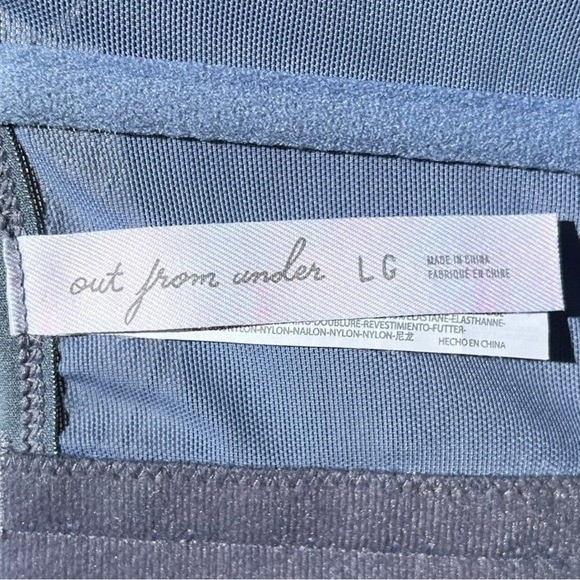 out from under LG
MADE IN CHINA
FABRIQUÉ EN CHINE
ELASTANE-ELASTHANNE-
DOUBLURE-REVESTIMIENTO-FUTTER-
NYLON-NYLON-NAILON-NYLON-NYLON-尼龙
HECHO EN CHINA